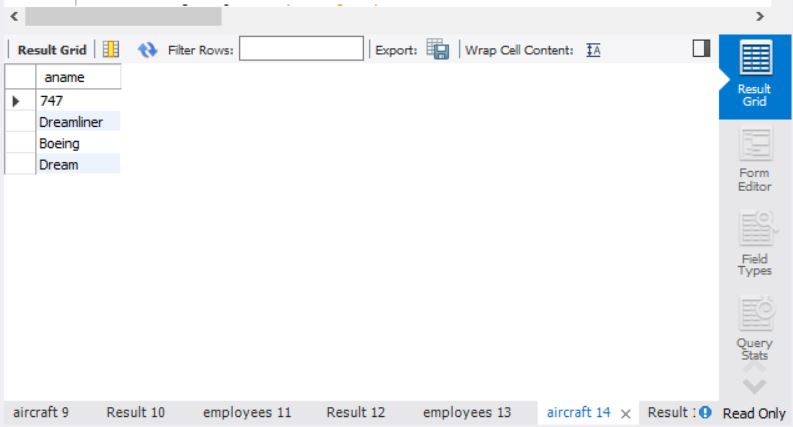 Result Grid
Filter Rows:
Export:
Wrap Cell Content:
aname
747
Dreamliner
Boeing
Dream
Result
Grid
Form
Editor
Field
Types
Query
Stats
aircraft 9 Result 10 employees 11 Result 12 employees 13 aircraft 14 Result Read Only